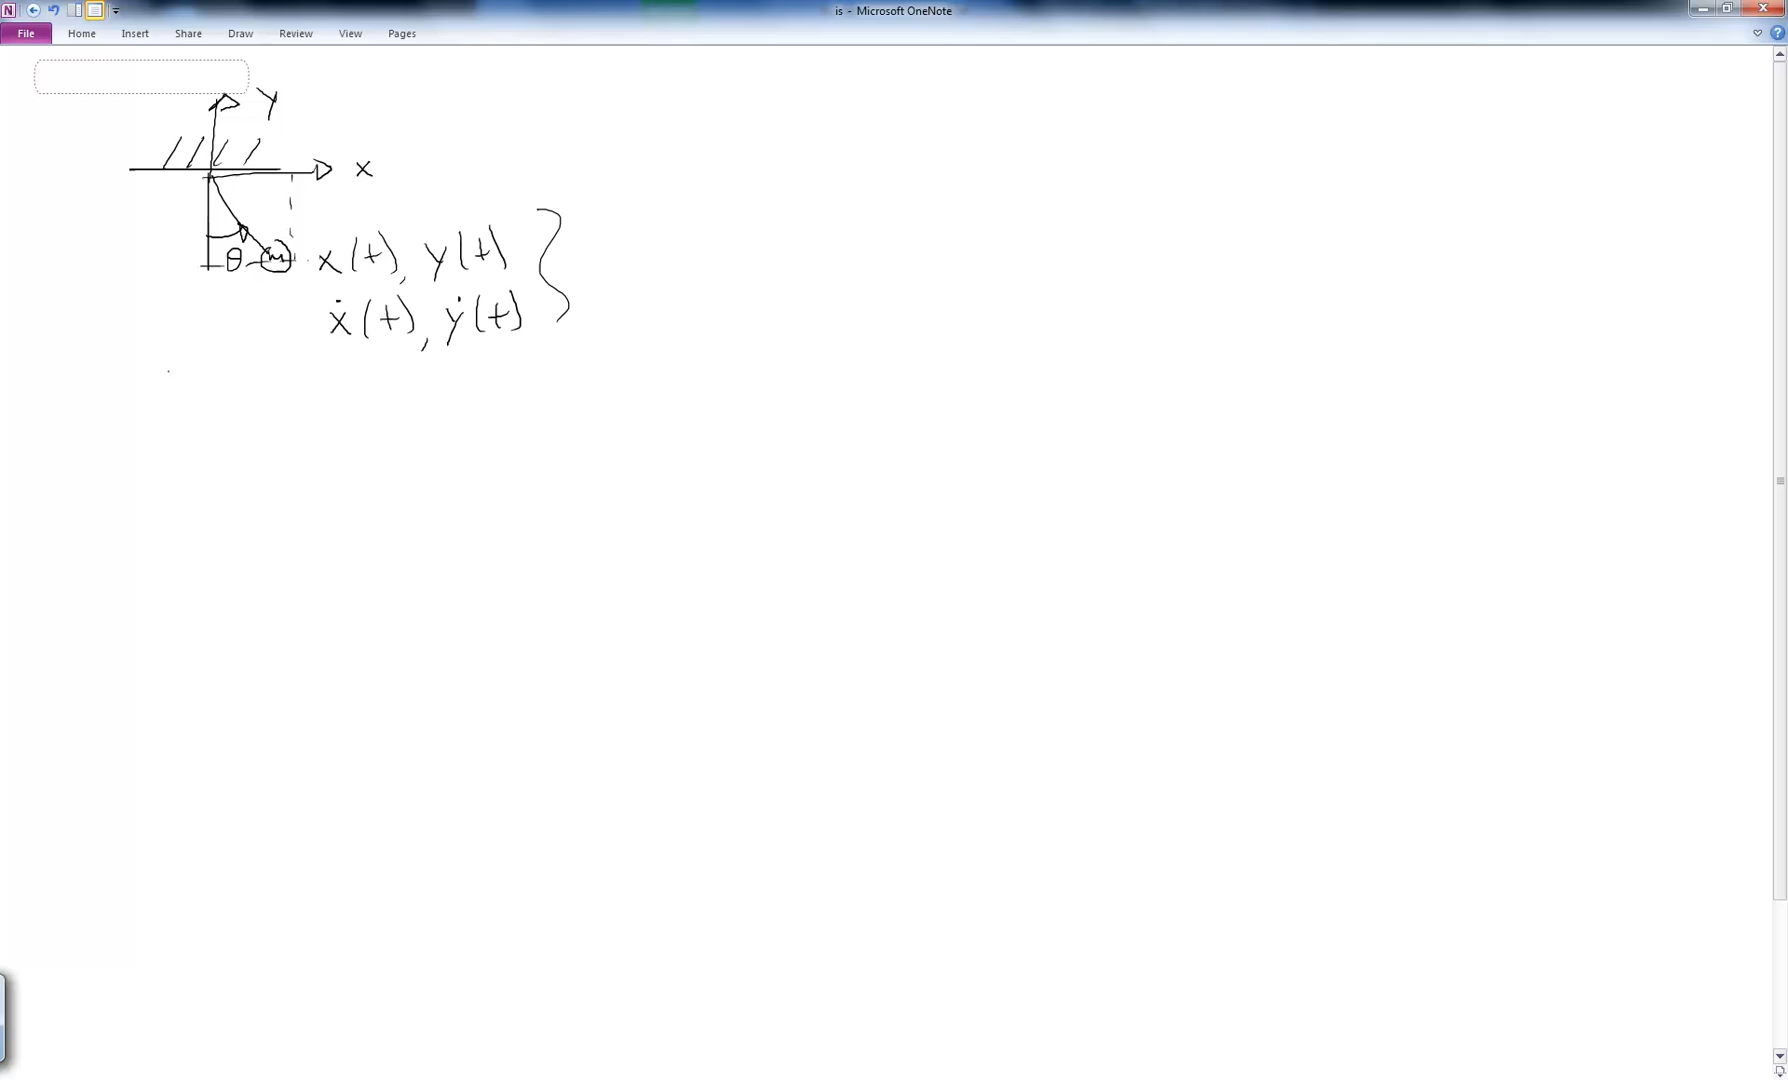 is - Microsoft OneNote
File Home Insert Share Draw Review View Pages
Y
X
θ m x(t), y(t)
ẋ(t), ẏ(t)